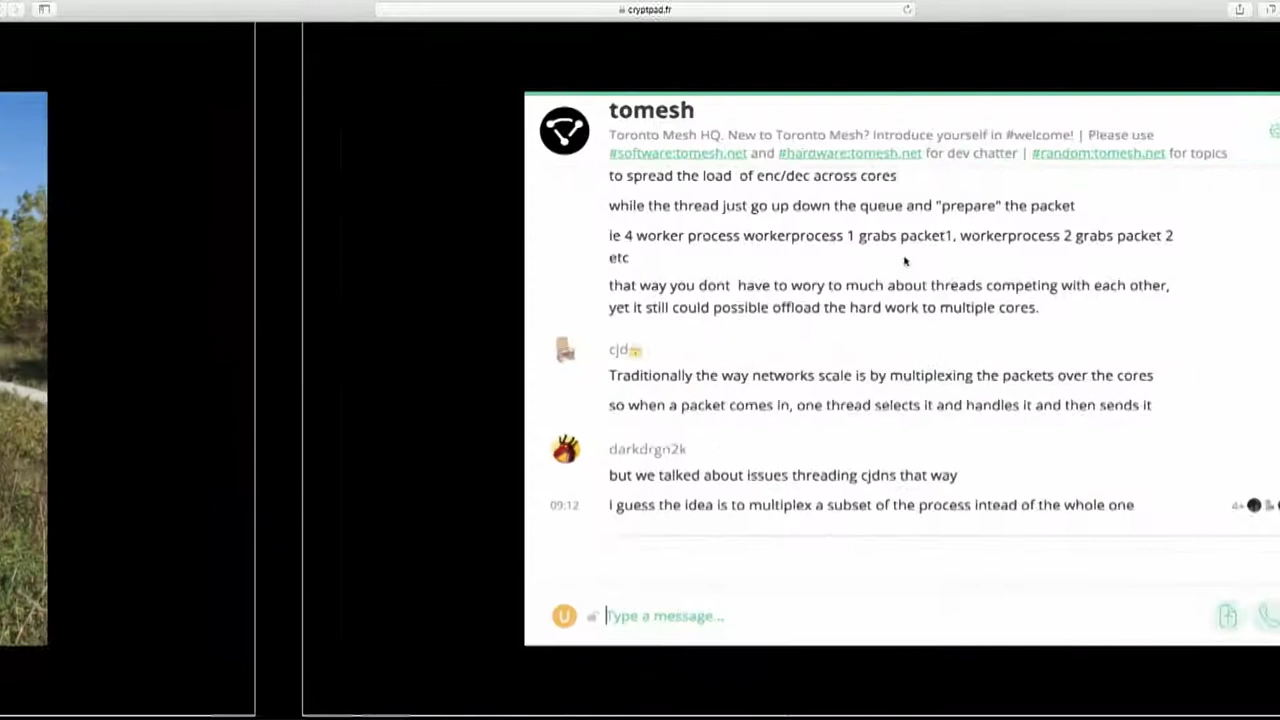 cryptpad.fr
tomesh
Toronto Mesh HQ. New to Toronto Mesh? Introduce yourself in #welcome! | Please use
#software:tomesh.net and #hardware:tomesh.net for dev chatter | #random:tomesh.net for topics
to spread the load of enc/dec across cores
while the thread just go up down the queue and "prepare" the packet
ie 4 worker process workerprocess 1 grabs packet1, workerprocess 2 grabs packet 2
etc
that way you dont have to wory to much about threads competing with each other,
yet it still could possible offload the hard work to multiple cores.
cjd
Traditionally the way networks scale is by multiplexing the packets over the cores
so when a packet comes in, one thread selects it and handles it and then sends it
darkdrgn2k
but we talked about issues threading cjdns that way
09:12 I guess the idea is to multiplex a subset of the process intead of the whole one
4+
U Type a message...